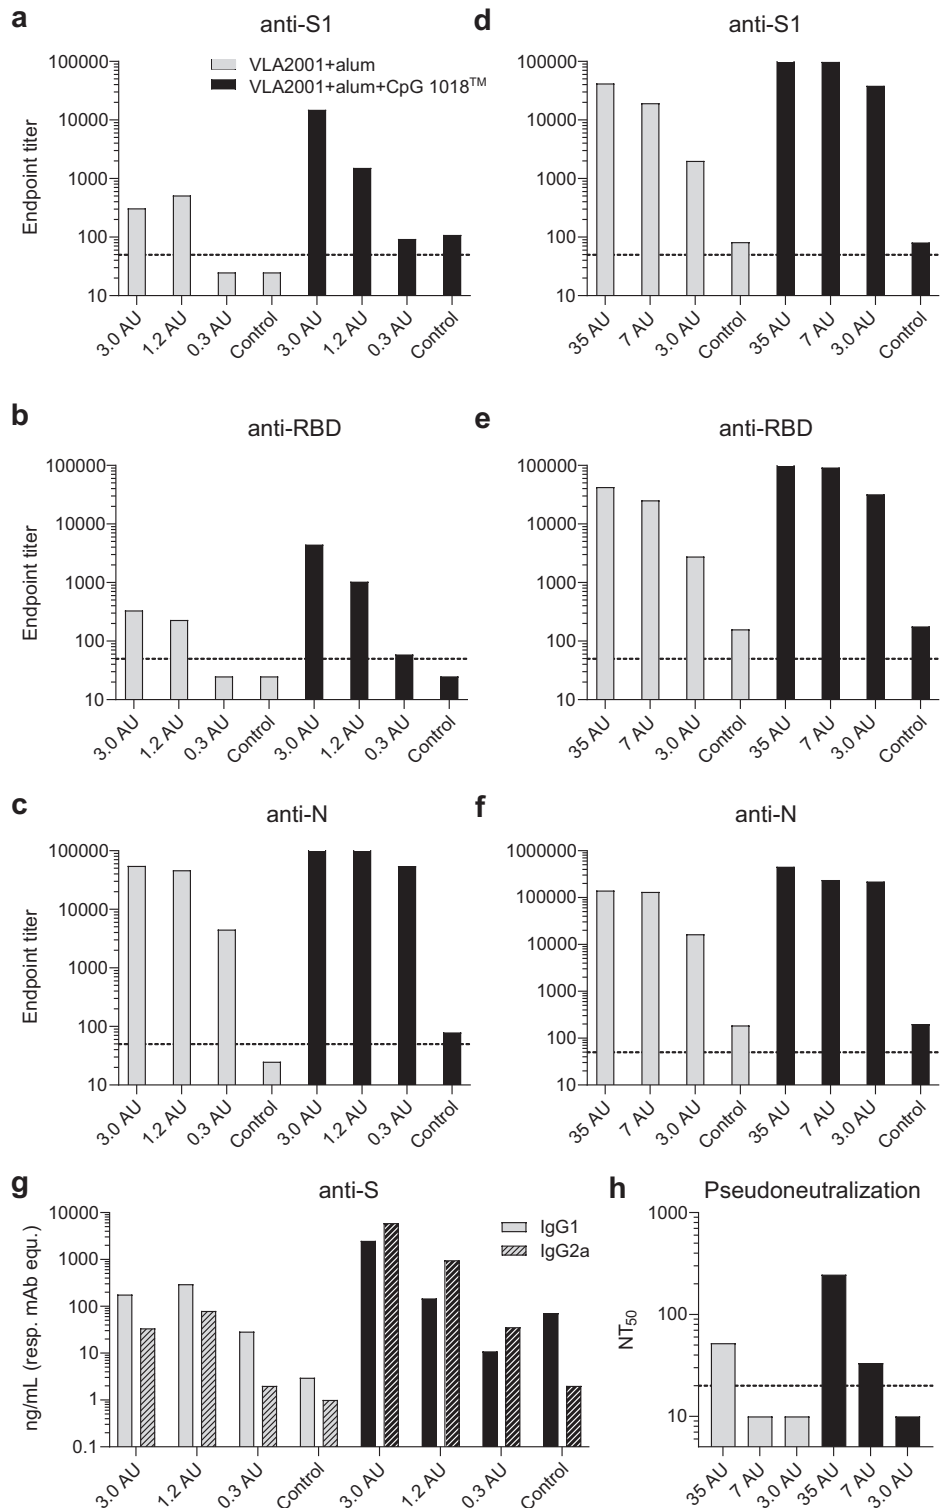 a
anti-S1
VLA2001+alum
VLA2001+alum+CpG 1018™
Endpoint titer
100000
10000
1000
100
10
3.0 AU
1.2 AU
0.3 AU
Control
3.0 AU
1.2 AU
0.3 AU
Control
d
anti-S1
100000
10000
1000
100
10
35 AU
7 AU
3.0 AU
Control
35 AU
7 AU
3.0 AU
Control
b
anti-RBD
Endpoint titer
100000
10000
1000
100
10
3.0 AU
1.2 AU
0.3 AU
Control
3.0 AU
1.2 AU
0.3 AU
Control
e
anti-RBD
100000
10000
1000
100
10
35 AU
7 AU
3.0 AU
Control
35 AU
7 AU
3.0 AU
Control
c
anti-N
Endpoint titer
100000
10000
1000
100
10
3.0 AU
1.2 AU
0.3 AU
Control
3.0 AU
1.2 AU
0.3 AU
Control
f
anti-N
1000000
100000
10000
1000
100
10
35 AU
7 AU
3.0 AU
Control
35 AU
7 AU
3.0 AU
Control
g
anti-S
IgG1
IgG2a
ng/mL (resp. mAb equ.)
10000
1000
100
10
1
0.1
3.0 AU
1.2 AU
0.3 AU
Control
3.0 AU
1.2 AU
0.3 AU
Control
h
Pseudoneutralization
NT50
1000
100
10
35 AU
7 AU
3.0 AU
35 AU
7 AU
3.0 AU